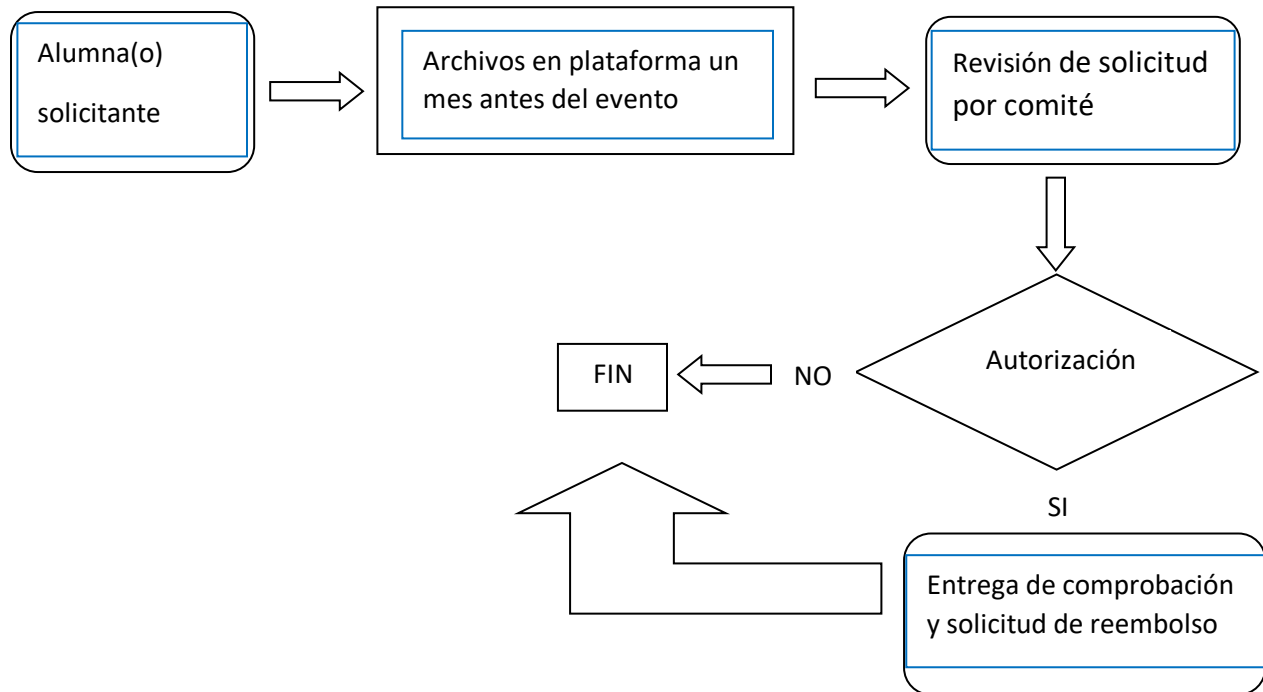 Alumna(o)
solicitante
Archivos en plataforma un
mes antes del evento
Revisión de solicitud
por comité
Autorización
NO
FIN
SI
Entrega de comprobación
y solicitud de reembolso